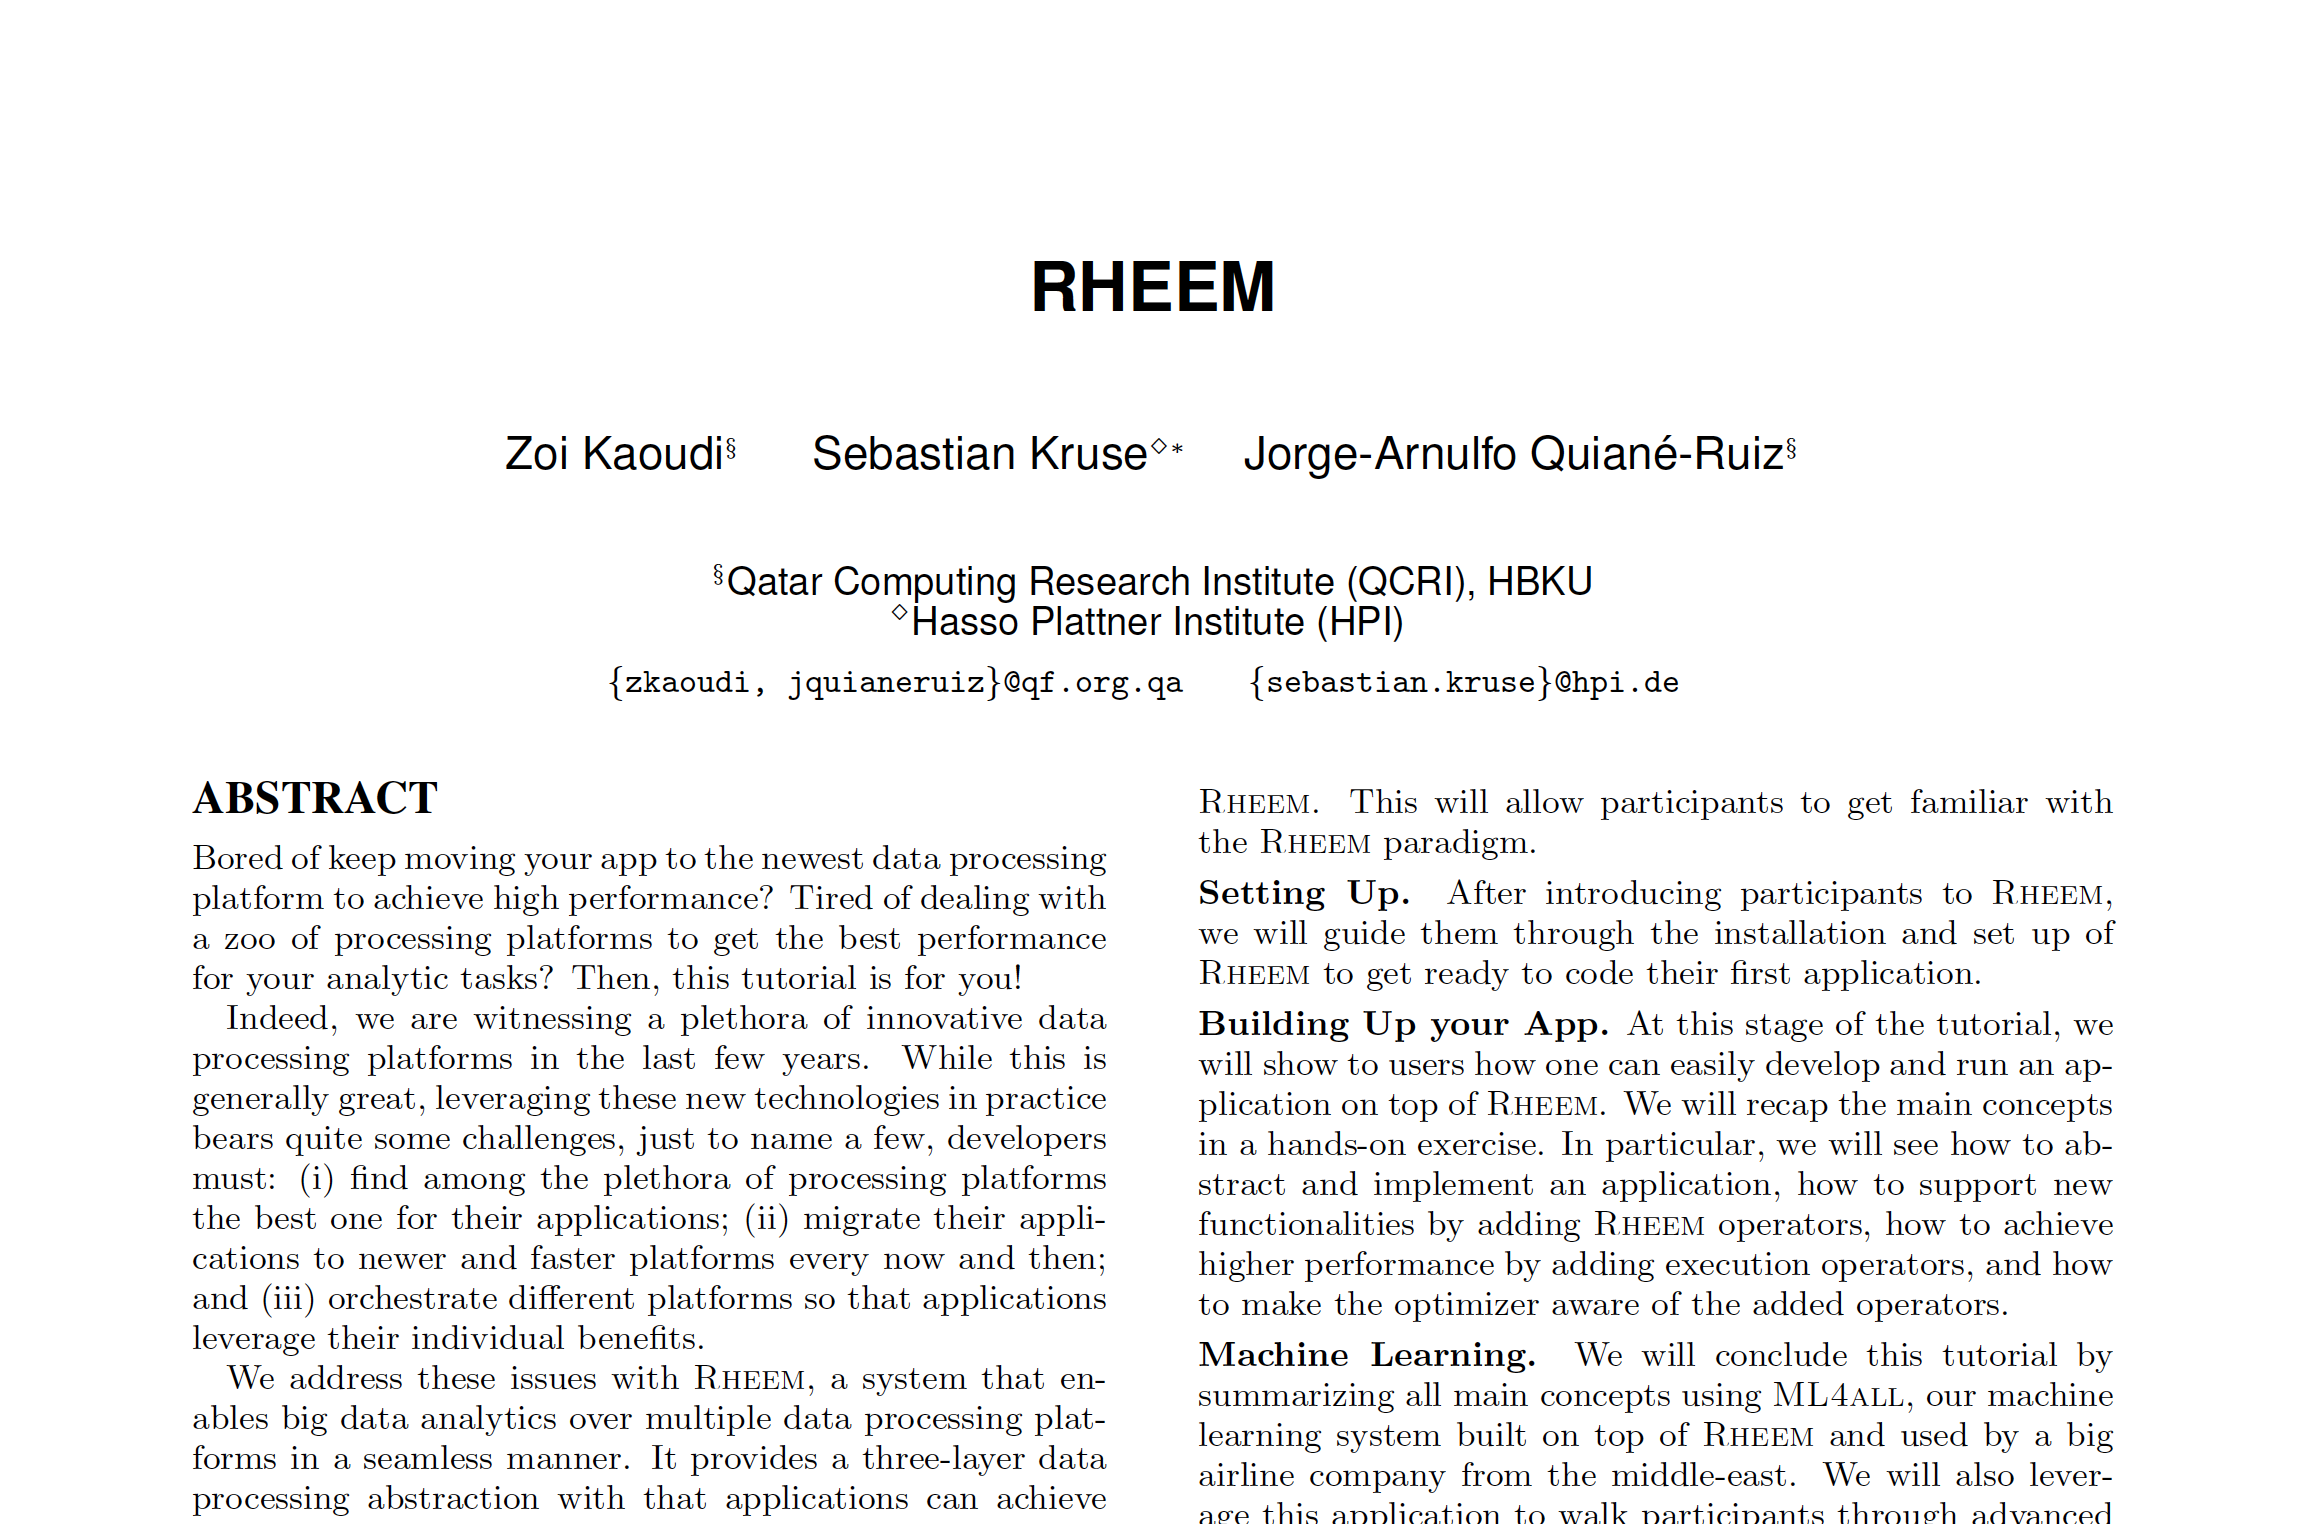 RHEEM
Zoi Kaoudi§ Sebastian Kruse◇∗ Jorge-Arnulfo Quiané-Ruiz§
§Qatar Computing Research Institute (QCRI), HBKU
◇Hasso Plattner Institute (HPI)
{zkaoudi, jquianeruiz}@qf.org.qa {sebastian.kruse}@hpi.de
ABSTRACT
Bored of keep moving your app to the newest data processing
platform to achieve high performance? Tired of dealing with
a zoo of processing platforms to get the best performance
for your analytic tasks? Then, this tutorial is for you!
Indeed, we are witnessing a plethora of innovative data
processing platforms in the last few years. While this is
generally great, leveraging these new technologies in practice
bears quite some challenges, just to name a few, developers
must: (i) find among the plethora of processing platforms
the best one for their applications; (ii) migrate their appli-
cations to newer and faster platforms every now and then;
and (iii) orchestrate different platforms so that applications
leverage their individual benefits.
We address these issues with RHEEM, a system that en-
ables big data analytics over multiple data processing plat-
forms in a seamless manner. It provides a three-layer data
processing abstraction with that applications can achieve
RHEEM. This will allow participants to get familiar with
the RHEEM paradigm.
Setting Up. After introducing participants to RHEEM,
we will guide them through the installation and set up of
RHEEM to get ready to code their first application.
Building Up your App. At this stage of the tutorial, we
will show to users how one can easily develop and run an ap-
plication on top of RHEEM. We will recap the main concepts
in a hands-on exercise. In particular, we will see how to ab-
stract and implement an application, how to support new
functionalities by adding RHEEM operators, how to achieve
higher performance by adding execution operators, and how
to make the optimizer aware of the added operators.
Machine Learning. We will conclude this tutorial by
summarizing all main concepts using ML4ALL, our machine
learning system built on top of RHEEM and used by a big
airline company from the middle-east. We will also lever-
age this application to walk participants through advanced